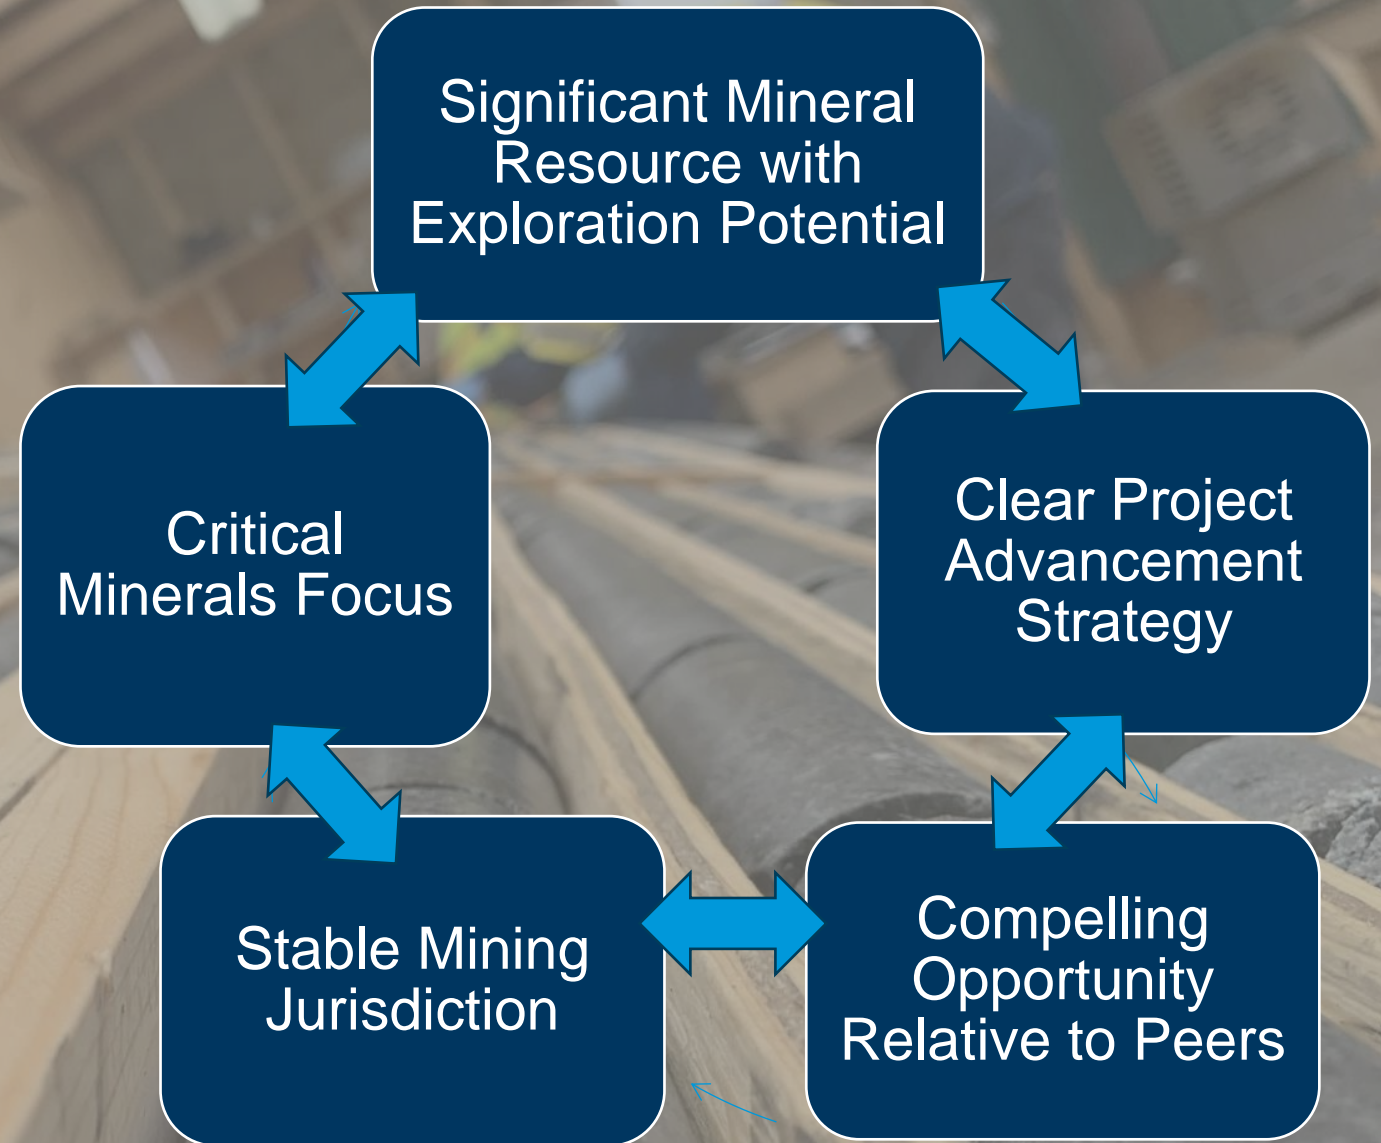 Significant Mineral
Resource with
Exploration Potential
Critical
Minerals Focus
Clear Project
Advancement
Strategy
Stable Mining
Jurisdiction
Compelling
Opportunity
Relative to Peers